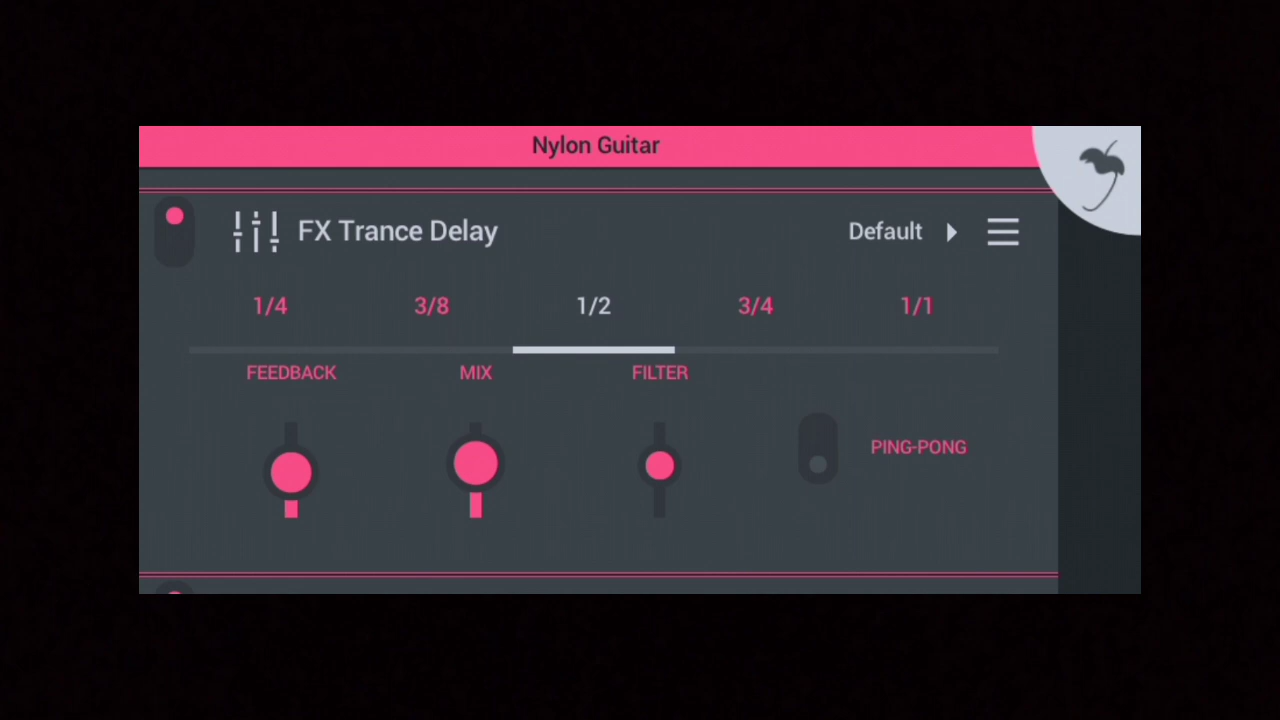 Nylon Guitar
FX Trance Delay
Default
1/4 3/8 1/2 3/4 1/1
FEEDBACK MIX FILTER
PING-PONG